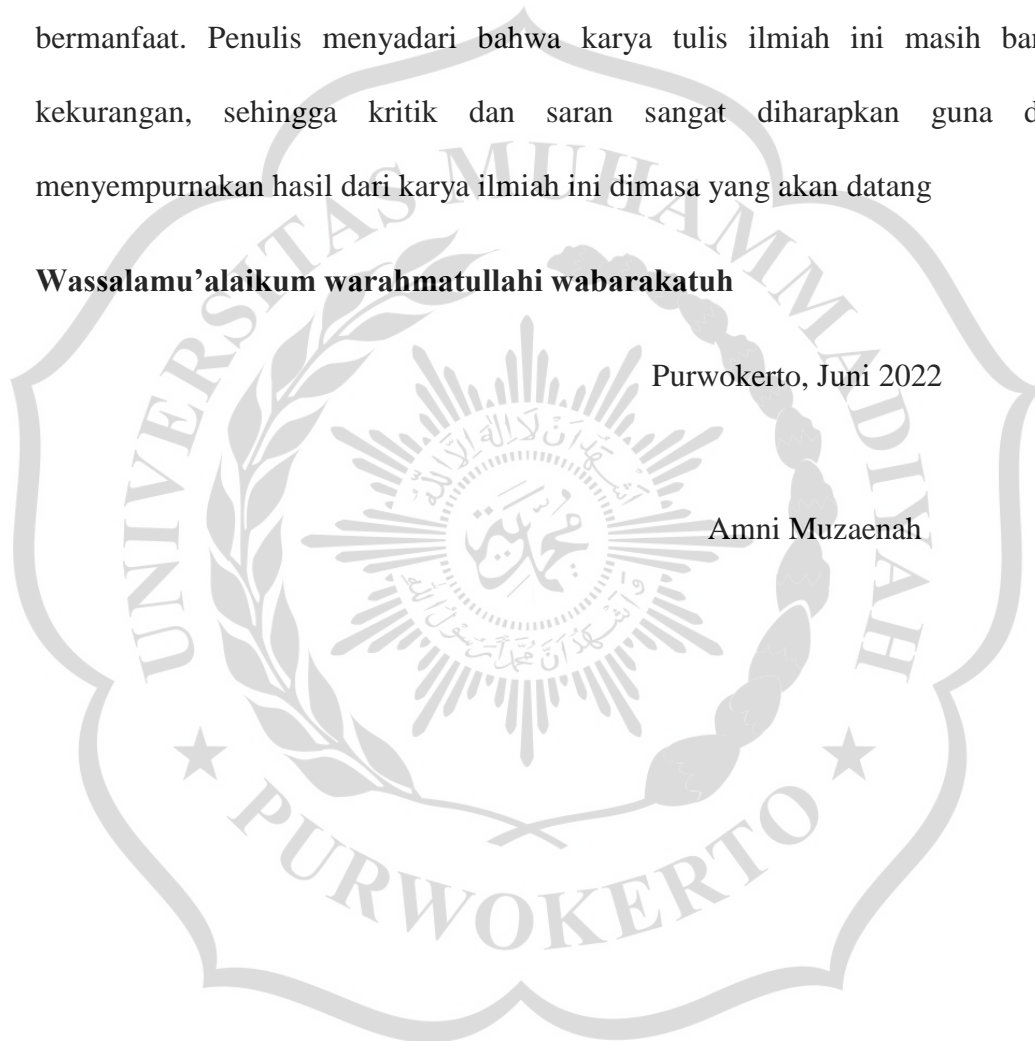 bermanfaat. Penulis menyadari bahwa karya tulis ilmiah ini masih
kekurangan, sehingga kritik dan saran sangat diharapkan guna
menyempurnakan hasil dari karya ilmiah ini dimasa yang akan datang
Wassalamu’alaikum warahmatullahi wabarakatuh
Purwokerto, Juni 2022
Amni Muzaenah
UNIVERSITAS MUHAMMADIYAH
PURWOKERTO